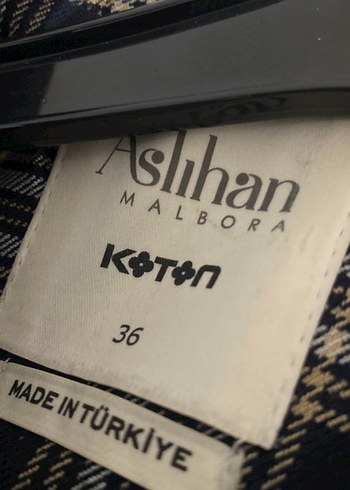 Aslıhan
MALBORA
KOTON
36
MADE IN TÜRKİYE